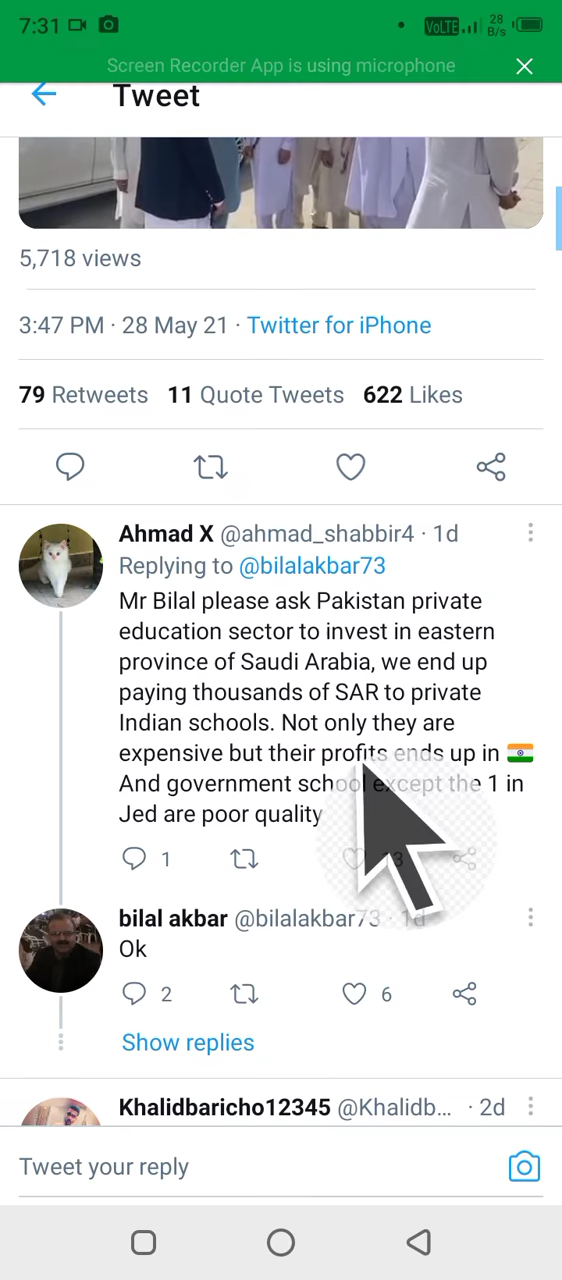 7:31
VoLTE 28 B/s
Screen Recorder App is using microphone
Tweet
5,718 views
3:47 PM · 28 May 21 · Twitter for iPhone
79 Retweets 11 Quote Tweets 622 Likes
Ahmad X @ahmad_shabbir4 · 1d
Replying to @bilalakbar73
Mr Bilal please ask Pakistan private
education sector to invest in eastern
province of Saudi Arabia, we end up
paying thousands of SAR to private
Indian schools. Not only they are
expensive but their profits ends up in 🇮🇳
And government school except the 1 in
Jed are poor quality
1
bilal akbar @bilalakbar73 · 1d
Ok
2 6
Show replies
Khalidbaricho12345 @Khalidb... · 2d
Tweet your reply